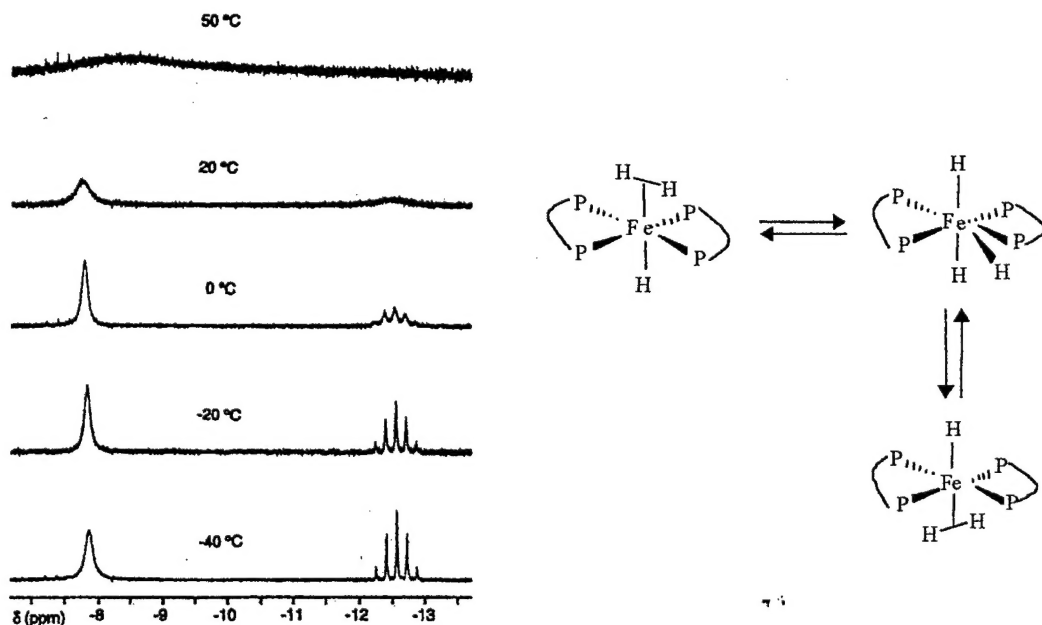 50 °C
20 °C
0 °C
-20 °C
-40 °C
δ (ppm) -8 -9 -10 -11 -12 -13
H
H
P P
Fe
P P
H
H
P P
Fe
P P
H H
H
P P
Fe
P P
H H